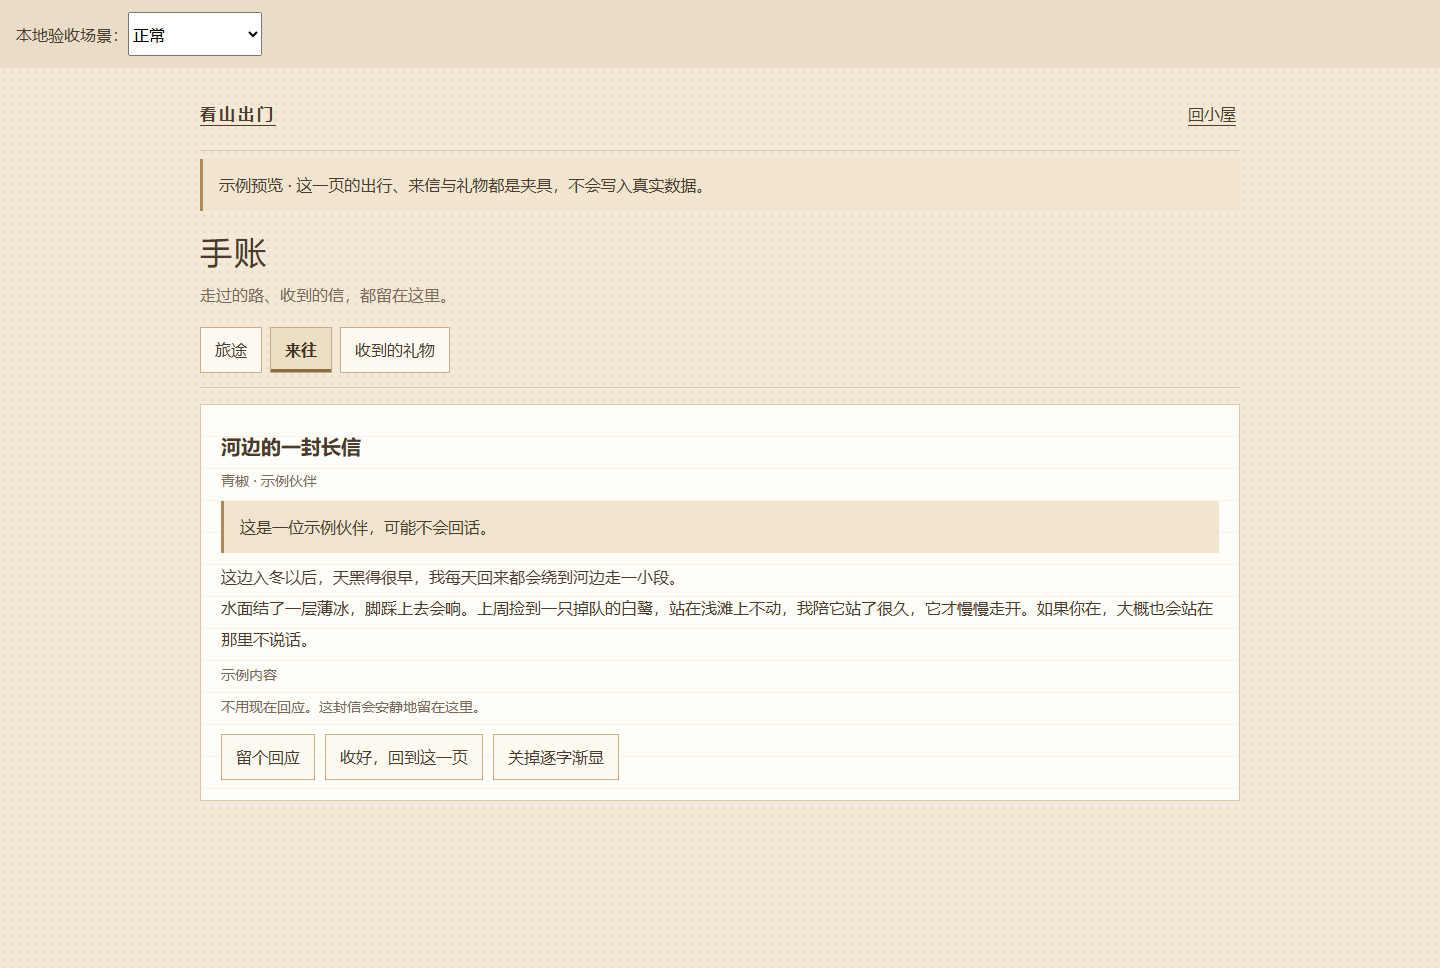 本地验收场景：
正常
看山出门
回小屋
示例预览 · 这一页的出行、来信与礼物都是夹具，不会写入真实数据。
手账
走过的路、收到的信，都留在这里。
旅途
来往
收到的礼物
河边的一封长信
青椒 · 示例伙伴
这是一位示例伙伴，可能不会回话。
这边入冬以后，天黑得很早，我每天回来都会绕到河边走一小段。
水面结了一层薄冰，脚踩上去会响。上周捡到一只掉队的白鹭，站在浅滩上不动，我陪它站了很久，它才慢慢走开。如果你在，大概也会站在
那里不说话。
示例内容
不用现在回应。这封信会安静地留在这里。
留个回应
收好，回到这一页
关掉逐字渐显